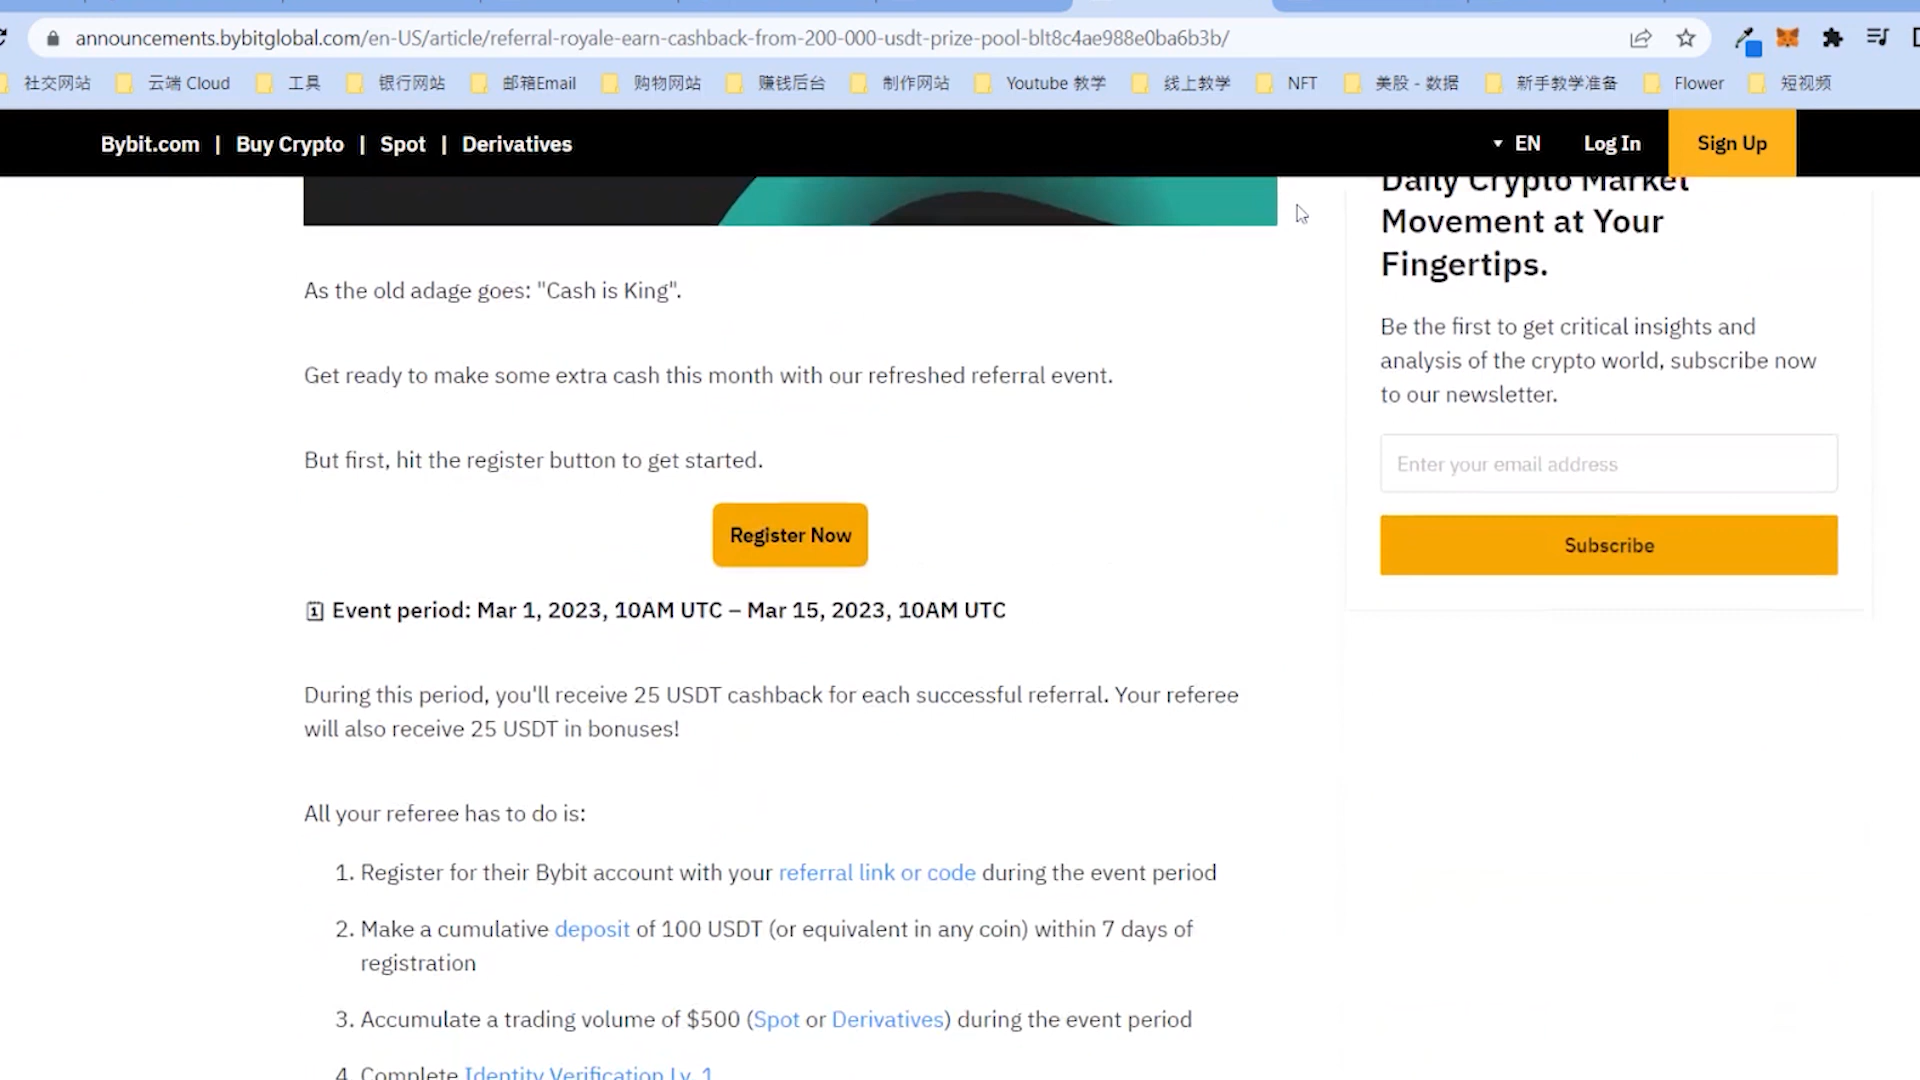 announcements.bybitglobal.com/en-US/article/referral-royale-earn-cashback-from-200-000-usdt-prize-pool-blt8c4ae988e0ba6b3b/
社交网站 云端 Cloud 工具 银行网站 邮箱Email 购物网站 赚钱后台 制作网站 Youtube 教学 线上教学 NFT 美股 - 数据 新手教学准备 Flower 短视频
Bybit.com | Buy Crypto | Spot | Derivatives EN Log In Sign Up
Daily Crypto Market
Movement at Your
Fingertips.
Be the first to get critical insights and
analysis of the crypto world, subscribe now
to our newsletter.
Enter your email address
Subscribe
As the old adage goes: "Cash is King".
Get ready to make some extra cash this month with our refreshed referral event.
But first, hit the register button to get started.
Register Now
🗓 Event period: Mar 1, 2023, 10AM UTC – Mar 15, 2023, 10AM UTC
During this period, you'll receive 25 USDT cashback for each successful referral. Your referee
will also receive 25 USDT in bonuses!
All your referee has to do is:
1. Register for their Bybit account with your referral link or code during the event period
2. Make a cumulative deposit of 100 USDT (or equivalent in any coin) within 7 days of
registration
3. Accumulate a trading volume of $500 (Spot or Derivatives) during the event period
4. Complete Identity Verification Lv. 1